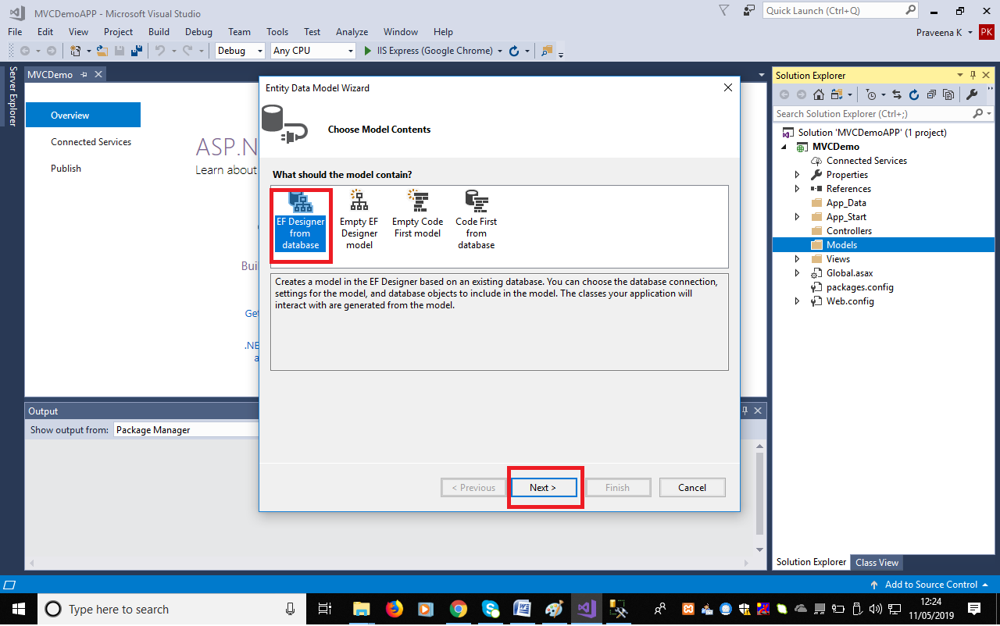 MVCDemoAPP - Microsoft Visual Studio
Quick Launch (Ctrl+Q)
File Edit View Project Build Debug Team Tools Test Analyze Window Help
Praveena K
PK
Debug
Any CPU
IIS Express (Google Chrome)
Server Explorer
MVCDemo
Overview
Connected Services
Publish
ASP.N
Learn about
Buil
Get
.NE
a
Entity Data Model Wizard
Choose Model Contents
What should the model contain?
EF Designer
from
database
Empty EF
Designer
model
Empty Code
First model
Code First
from
database
Creates a model in the EF Designer based on an existing database. You can choose the database connection,
settings for the model, and database objects to include in the model. The classes your application will
interact with are generated from the model.
< Previous
Next >
Finish
Cancel
Output
Show output from:
Package Manager
Solution Explorer
Search Solution Explorer (Ctrl+;)
Solution 'MVCDemoAPP' (1 project)
MVCDemo
Connected Services
Properties
References
App_Data
App_Start
Controllers
Models
Views
Global.asax
packages.config
Web.config
Solution Explorer
Class View
Add to Source Control
Type here to search
12:24
11/05/2019